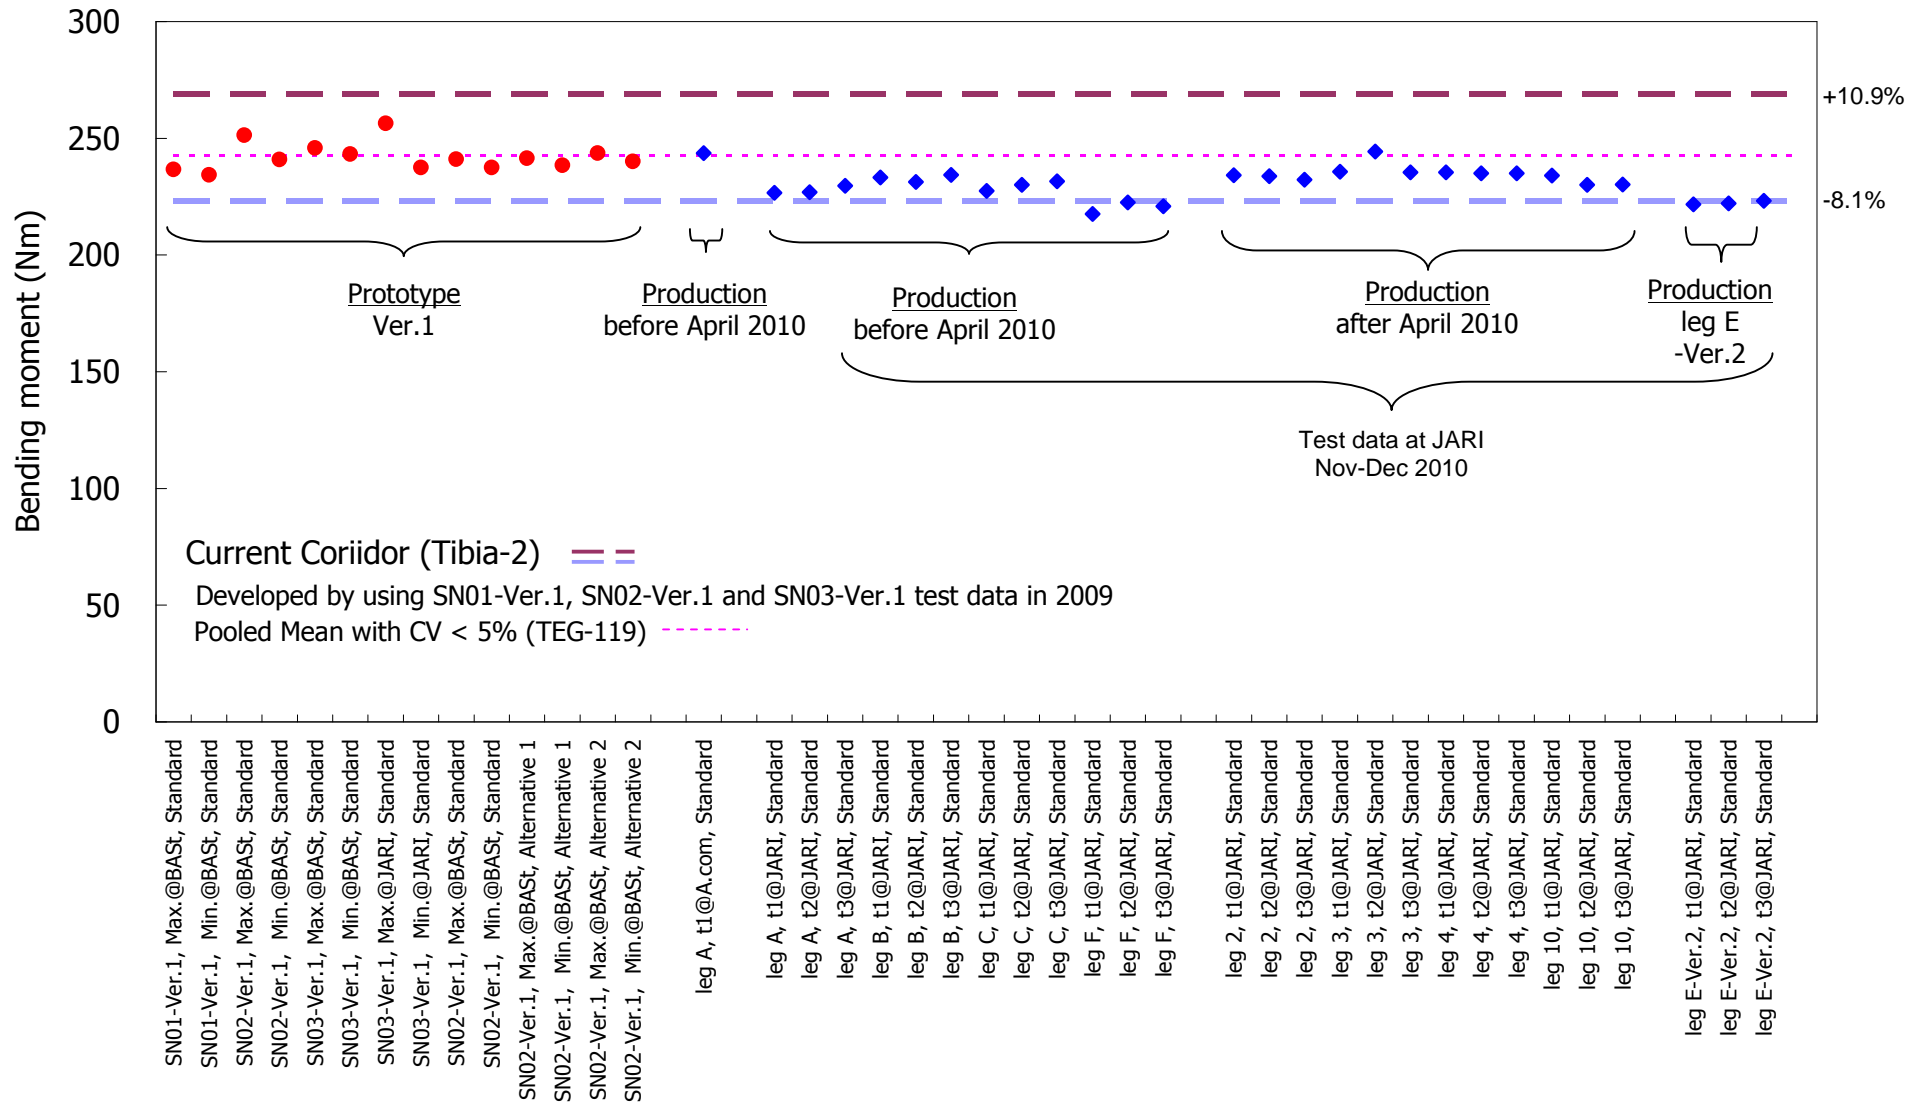 300
250
200
150
100
50
0
Bending moment (Nm)
+10.9%
-8.1%
Prototype
Ver.1
Production
before April 2010
Production
before April 2010
Production
after April 2010
Production
leg E
-Ver.2
Test data at JARI
Nov-Dec 2010
Current Coriidor (Tibia-2)
Developed by using SN01-Ver.1, SN02-Ver.1 and SN03-Ver.1 test data in 2009
Pooled Mean with CV < 5% (TEG-119)
SN01-Ver.1, Max.@BASt, Standard
SN01-Ver.1, Min.@BASt, Standard
SN02-Ver.1, Max.@BASt, Standard
SN02-Ver.1, Min.@BASt, Standard
SN03-Ver.1, Max.@BASt, Standard
SN03-Ver.1, Min.@BASt, Standard
SN03-Ver.1, Max.@JARI, Standard
SN03-Ver.1, Min.@JARI, Standard
SN02-Ver.1, Max.@BASt, Standard
SN02-Ver.1, Min.@BASt, Standard
SN02-Ver.1, Max.@BASt, Alternative 1
SN02-Ver.1, Min.@BASt, Alternative 1
SN02-Ver.1, Max.@BASt, Alternative 2
SN02-Ver.1, Min.@BASt, Alternative 2
leg A, t1@A.com, Standard
leg A, t1@JARI, Standard
leg A, t2@JARI, Standard
leg A, t3@JARI, Standard
leg B, t1@JARI, Standard
leg B, t2@JARI, Standard
leg B, t3@JARI, Standard
leg C, t1@JARI, Standard
leg C, t2@JARI, Standard
leg C, t3@JARI, Standard
leg F, t1@JARI, Standard
leg F, t2@JARI, Standard
leg F, t3@JARI, Standard
leg 2, t1@JARI, Standard
leg 2, t2@JARI, Standard
leg 2, t3@JARI, Standard
leg 3, t1@JARI, Standard
leg 3, t2@JARI, Standard
leg 3, t3@JARI, Standard
leg 4, t1@JARI, Standard
leg 4, t2@JARI, Standard
leg 4, t3@JARI, Standard
leg 10, t1@JARI, Standard
leg 10, t2@JARI, Standard
leg 10, t3@JARI, Standard
leg E-Ver.2, t1@JARI, Standard
leg E-Ver.2, t2@JARI, Standard
leg E-Ver.2, t3@JARI, Standard